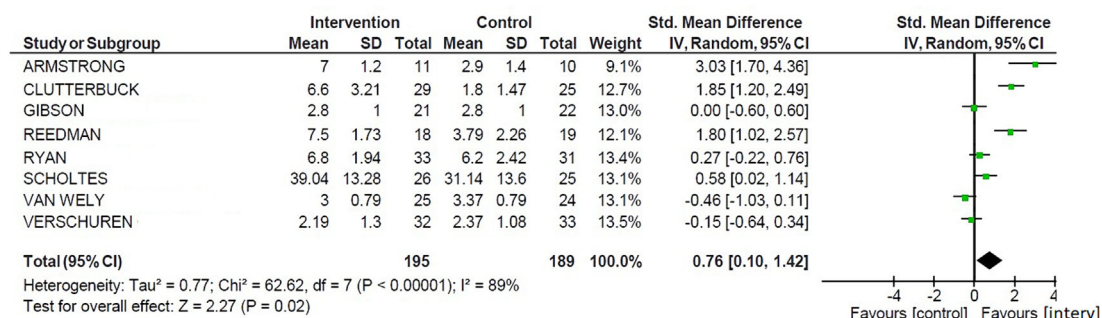 Intervention Control Std. Mean Difference Std. Mean Difference
Study or Subgroup Mean SD Total Mean SD Total Weight IV, Random, 95% CI IV, Random, 95% CI
ARMSTRONG 7 1.2 11 2.9 1.4 10 9.1% 3.03 [1.70, 4.36]
CLUTTERBUCK 6.6 3.21 29 1.8 1.47 25 12.7% 1.85 [1.20, 2.49]
GIBSON 2.8 1 21 2.8 1 22 13.0% 0.00 [-0.60, 0.60]
REEDMAN 7.5 1.73 18 3.79 2.26 19 12.1% 1.80 [1.02, 2.57]
RYAN 6.8 1.94 33 6.2 2.42 31 13.4% 0.27 [-0.22, 0.76]
SCHOLTES 39.04 13.28 26 31.14 13.6 25 13.1% 0.58 [0.02, 1.14]
VAN WELY 3 0.79 25 3.37 0.79 24 13.1% -0.46 [-1.03, 0.11]
VERSCHUREN 2.19 1.3 32 2.37 1.08 33 13.5% -0.15 [-0.64, 0.34]
Total (95% CI) 195 189 100.0% 0.76 [0.10, 1.42]
Heterogeneity: Tau² = 0.77; Chi² = 62.62, df = 7 (P < 0.00001); I² = 89%
Test for overall effect: Z = 2.27 (P = 0.02)
-4 -2 0 2 4
Favours [control] Favours [interv]